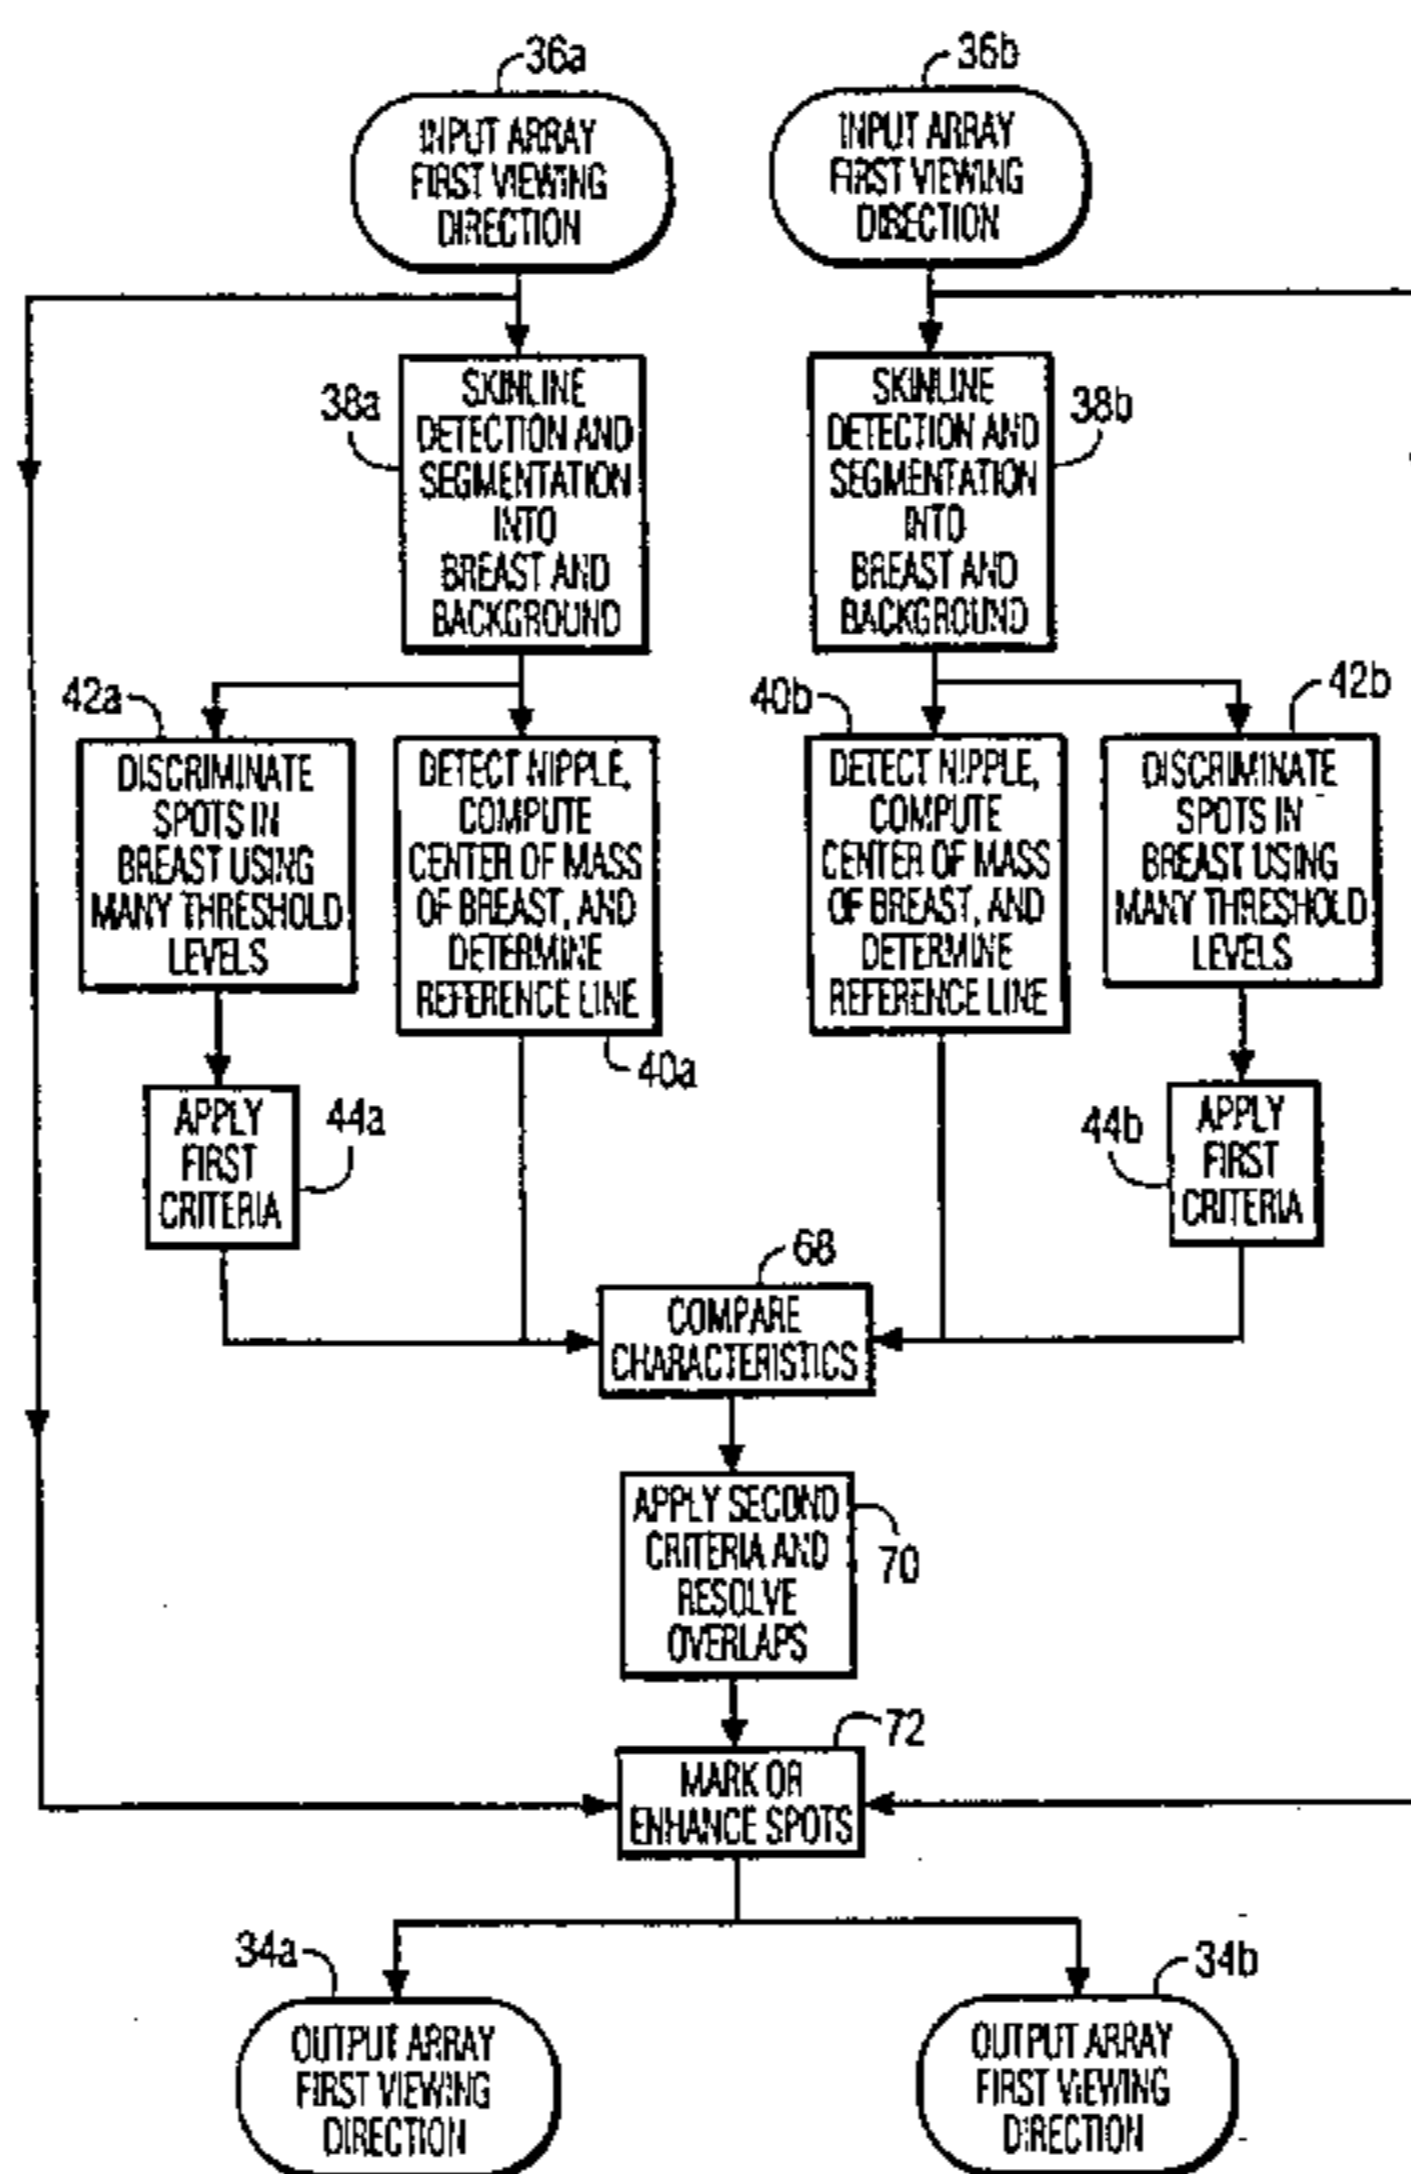 36a
INPUT ARRAY
FIRST VIEWING
DIRECTION
36b
INPUT ARRAY
FIRST VIEWING
DIRECTION
38a
SKINLINE
DETECTION AND
SEGMENTATION
INTO
BREAST AND
BACKGROUND
38b
SKINLINE
DETECTION AND
SEGMENTATION
INTO
BREAST AND
BACKGROUND
42a
DISCRIMINATE
SPOTS IN
BREAST USING
MANY THRESHOLD
LEVELS
DETECT NIPPLE,
COMPUTE
CENTER OF MASS
OF BREAST, AND
DETERMINE
REFERENCE LINE
40a
40b
DETECT NIPPLE,
COMPUTE
CENTER OF MASS
OF BREAST, AND
DETERMINE
REFERENCE LINE
42b
DISCRIMINATE
SPOTS IN
BREAST USING
MANY THRESHOLD
LEVELS
44a
APPLY
FIRST
CRITERIA
44b
APPLY
FIRST
CRITERIA
68
COMPARE
CHARACTERISTICS
APPLY SECOND
CRITERIA AND
RESOLVE
OVERLAPS
70
72
MARK OR
ENHANCE SPOTS
34a
OUTPUT ARRAY
FIRST VIEWING
DIRECTION
34b
OUTPUT ARRAY
FIRST VIEWING
DIRECTION